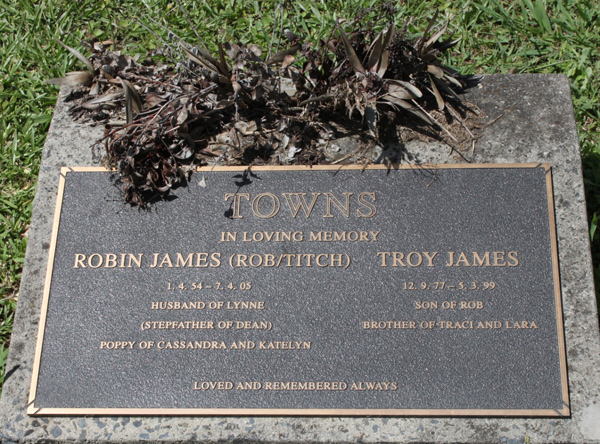 TOWNS
IN LOVING MEMORY
ROBIN JAMES (ROB/TITCH) TROY JAMES
1. 4. 54 – 7. 4. 05 12. 9. 77 – 5. 3. 99
HUSBAND OF LYNNE SON OF ROB
(STEPFATHER OF DEAN) BROTHER OF TRACI AND LARA
POPPY OF CASSANDRA AND KATELYN
LOVED AND REMEMBERED ALWAYS